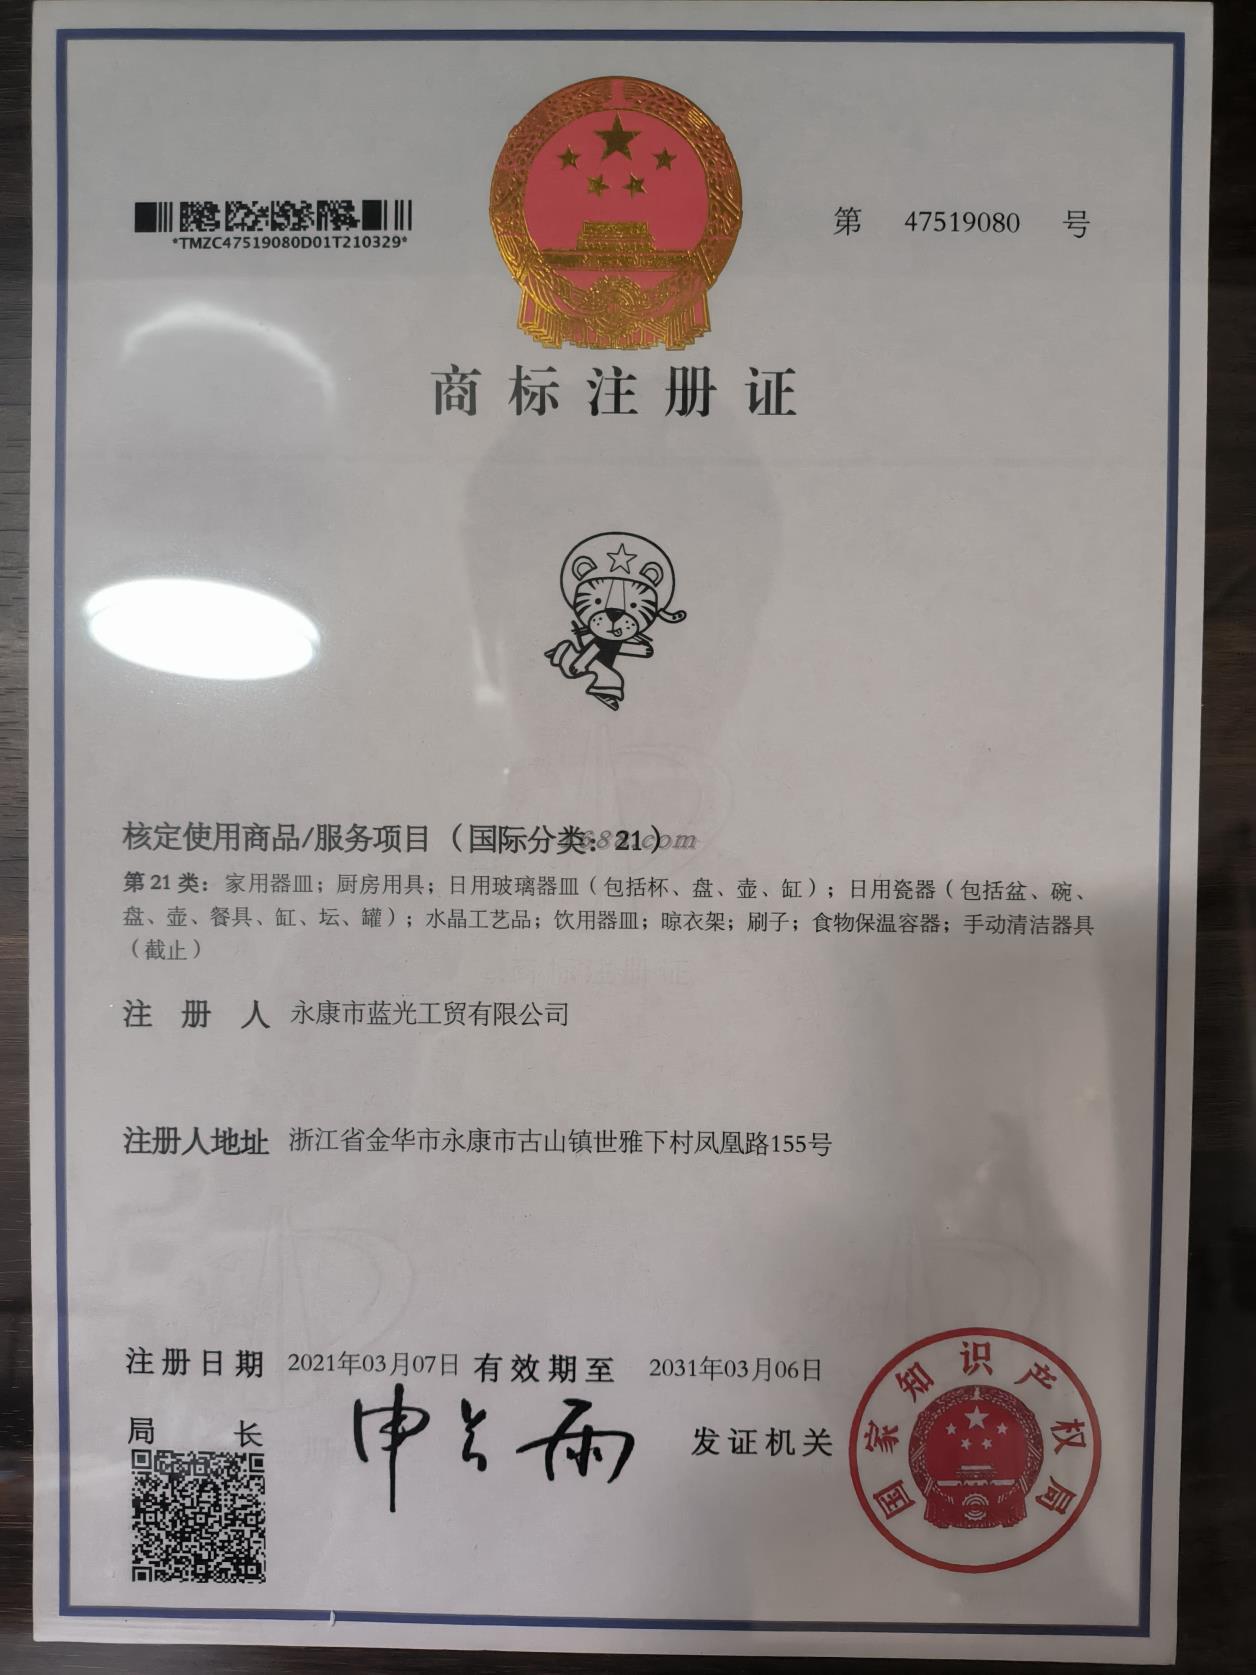 *TMZC47519080D01T210329*
第 47519080 号
商标注册证
核定使用商品/服务项目（国际分类：21）
1688.com
第21类：家用器皿；厨房用具；日用玻璃器皿（包括杯、盘、壶、缸）；日用瓷器（包括盆、碗、
盘、壶、餐具、缸、坛、罐）；水晶工艺品；饮用器皿；晾衣架；刷子；食物保温容器；手动清洁器具
（截止）
注册人 永康市蓝光工贸有限公司
注册人地址 浙江省金华市永康市古山镇世雅下村凤凰路155号
注册日期 2021年03月07日 有效期至 2031年03月06日
局长 申长雨 发证机关
国家知识产权局